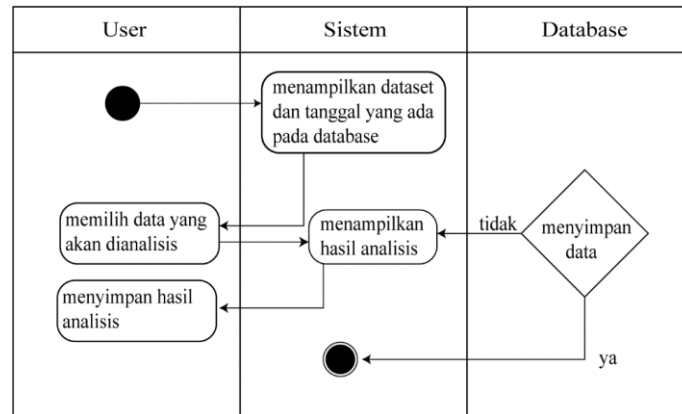 User
Sistem
Database
menampilkan dataset
dan tanggal yang ada
pada database
memilih data yang
akan dianalisis
menampilkan
hasil analisis
tidak
menyimpan
data
menyimpan hasil
analisis
ya